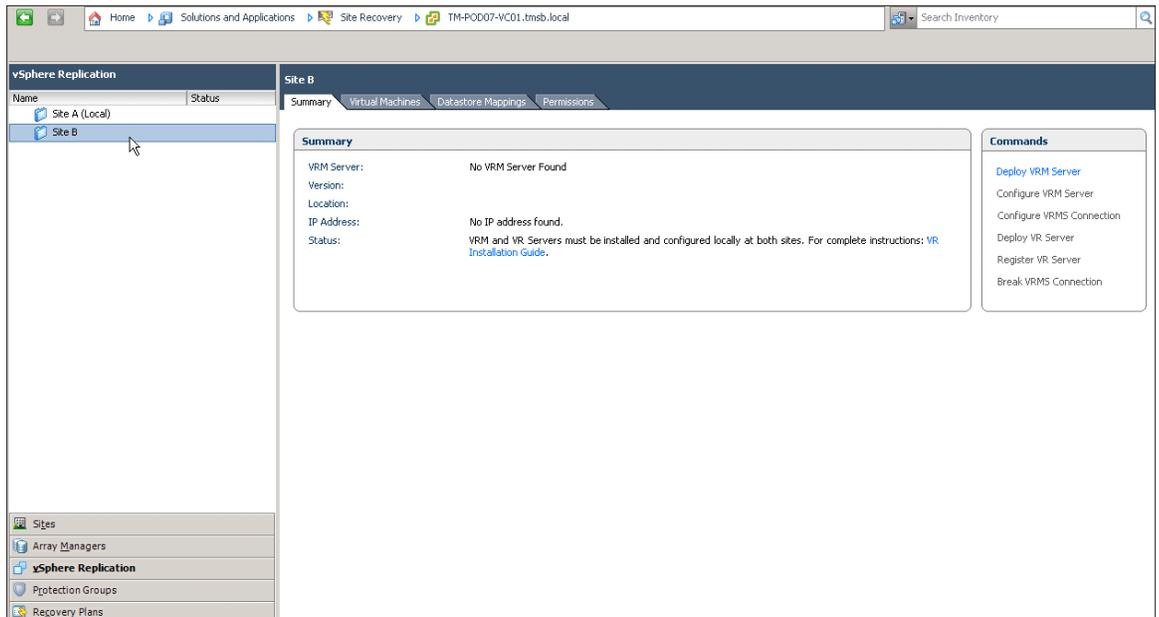 Home Solutions and Applications Site Recovery TM-POD07-VC01.tmsb.local Search Inventory
vSphere Replication
Name Status
Site A (Local)
Site B
Site B
Summary Virtual Machines Datastore Mappings Permissions
Summary
VRM Server: No VRM Server Found
Version:
Location:
IP Address: No IP address found.
Status: VRM and VR Servers must be installed and configured locally at both sites. For complete instructions: VR
Installation Guide.
Commands
Deploy VRM Server
Configure VRM Server
Configure VRMS Connection
Deploy VR Server
Register VR Server
Break VRMS Connection
Sites
Array Managers
vSphere Replication
Protection Groups
Recovery Plans